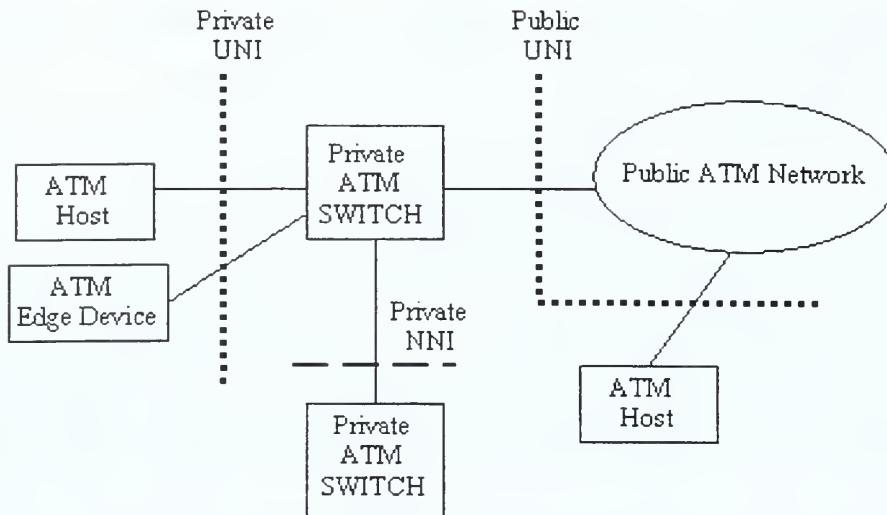 Private
UNI
Public
UNI
Private
ATM
SWITCH
Public ATM Network
ATM
Host
ATM
Edge Device
Private
NNI
ATM
Host
Private
ATM
SWITCH